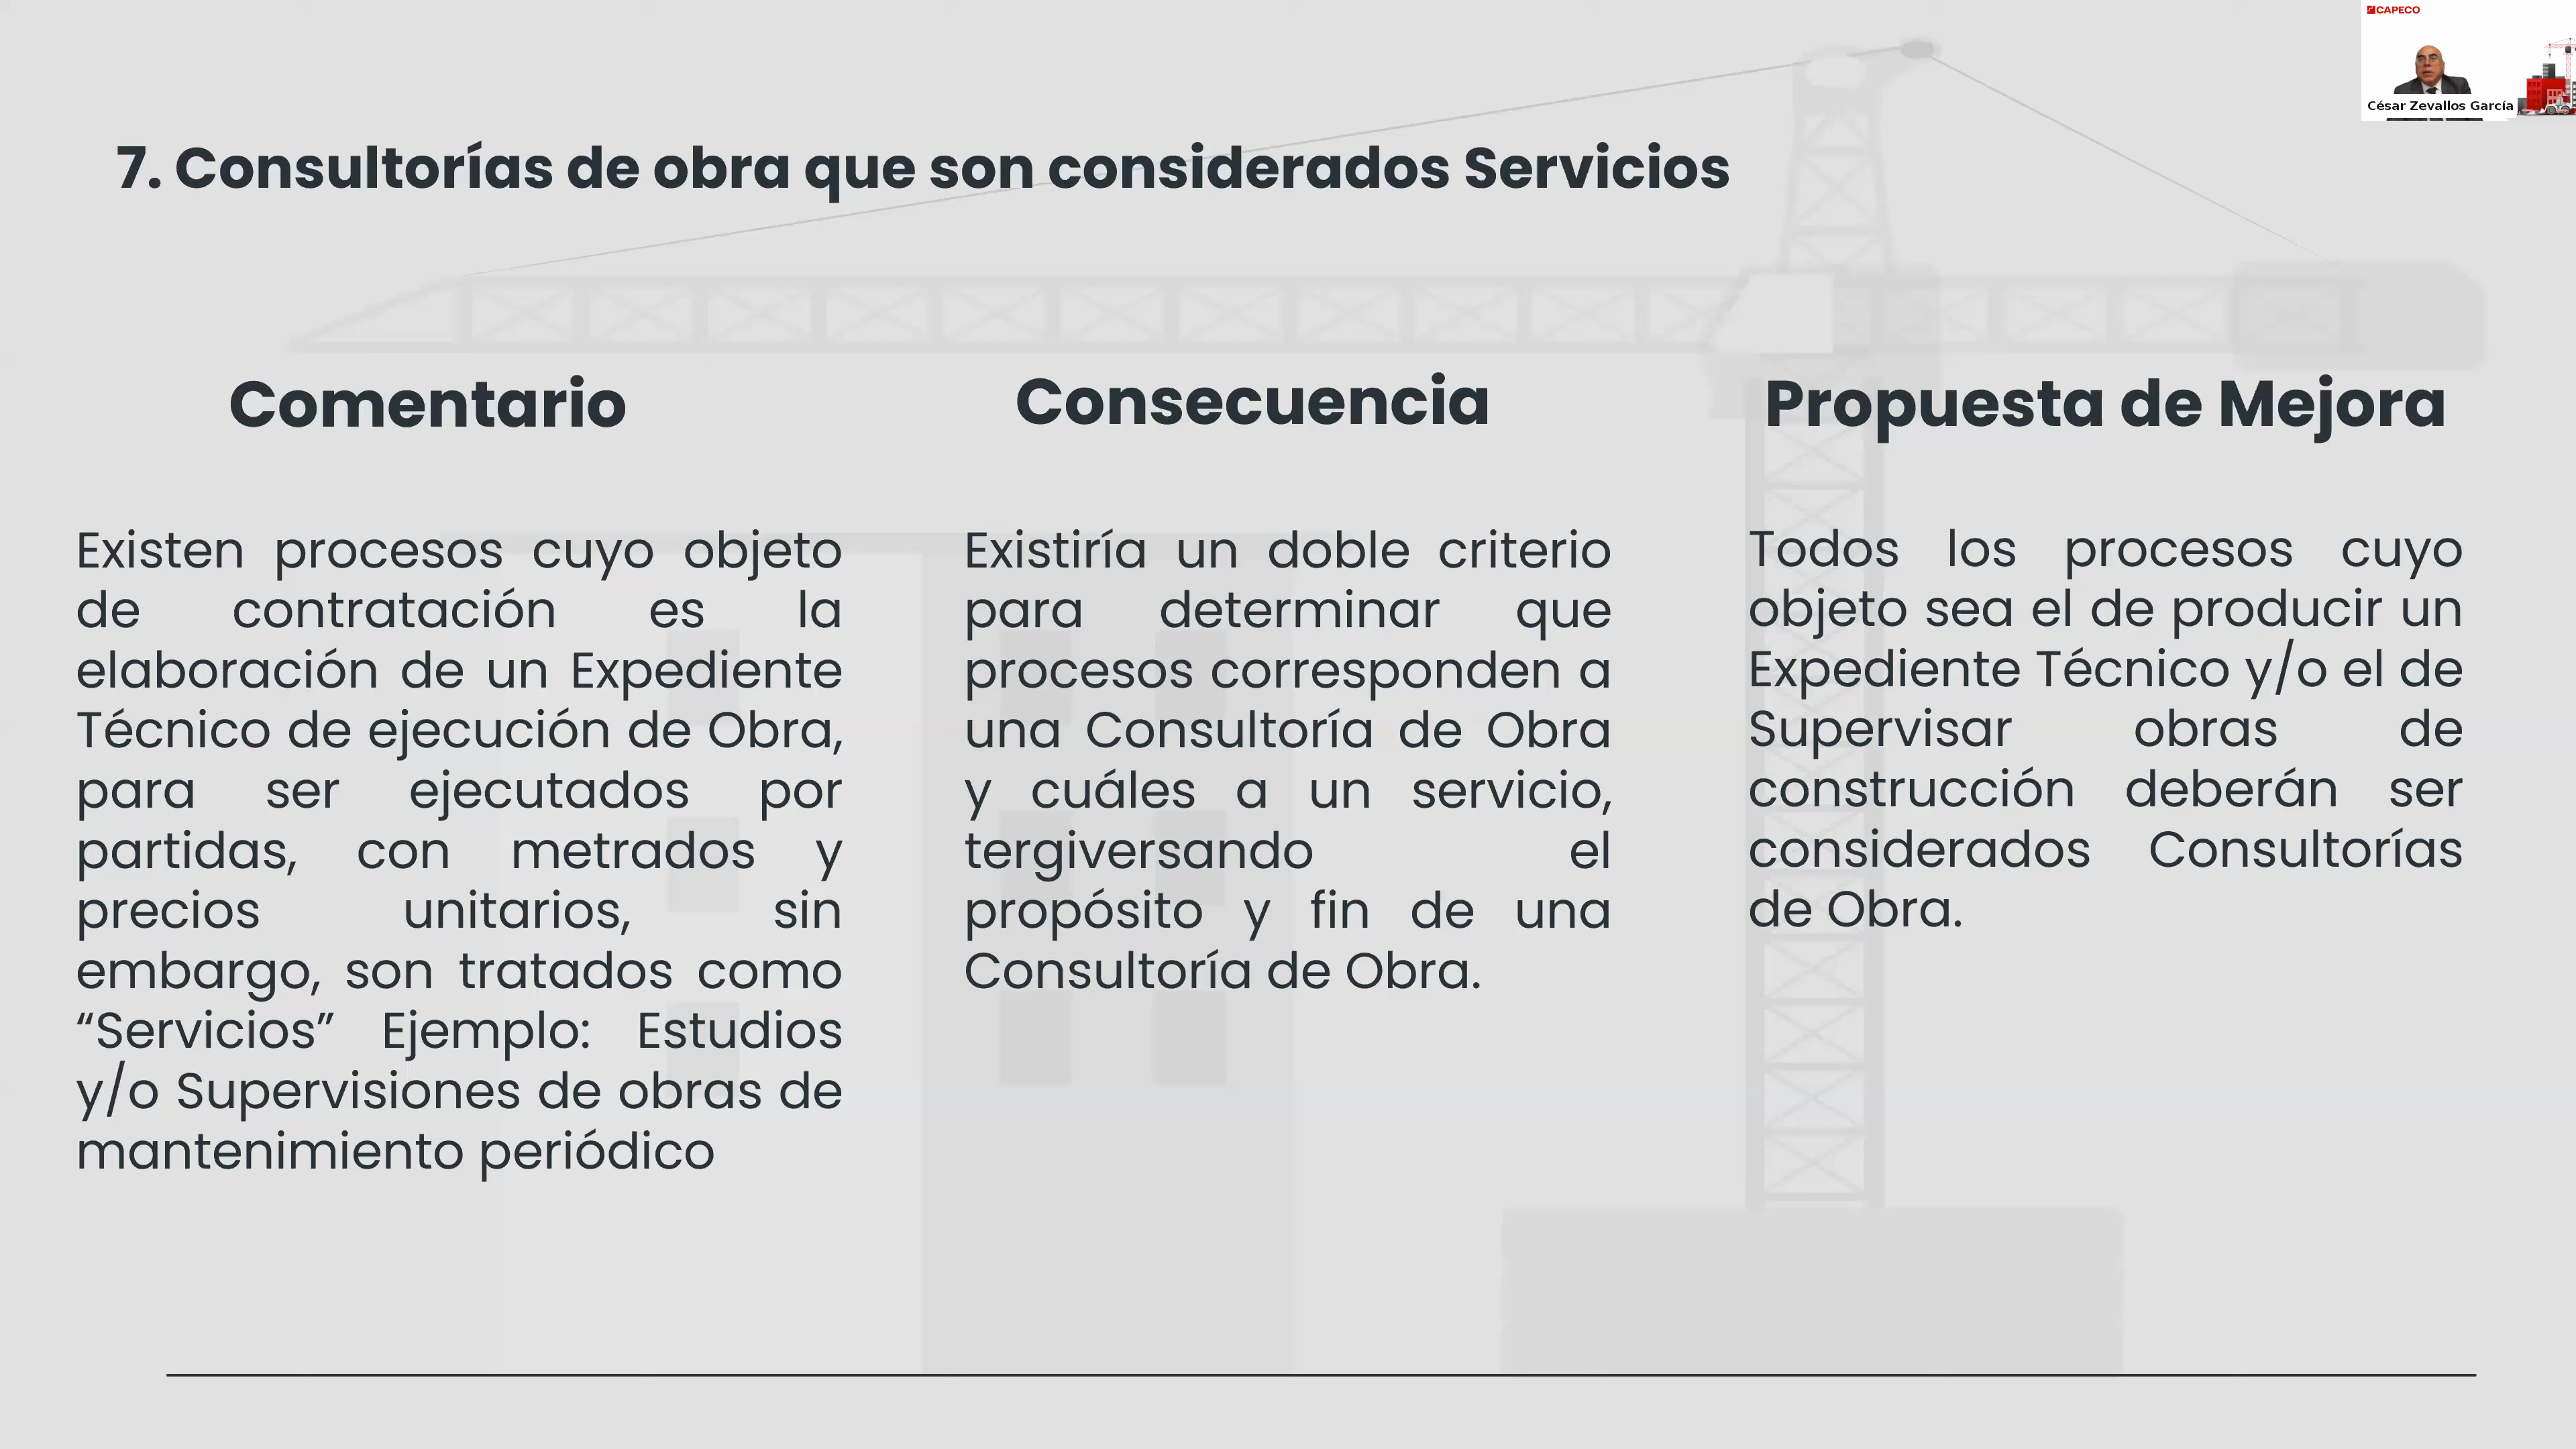 CAPECO
César Zevallos García
7. Consultorías de obra que son considerados Servicios
Comentario
Existen procesos cuyo objeto
de contratación es la
elaboración de un Expediente
Técnico de ejecución de Obra,
para ser ejecutados por
partidas, con metrados y
precios unitarios, sin
embargo, son tratados como
“Servicios” Ejemplo: Estudios
y/o Supervisiones de obras de
mantenimiento periódico
Consecuencia
Existiría un doble criterio
para determinar que
procesos corresponden a
una Consultoría de Obra
y cuáles a un servicio,
tergiversando el
propósito y fin de una
Consultoría de Obra.
Propuesta de Mejora
Todos los procesos cuyo
objeto sea el de producir un
Expediente Técnico y/o el de
Supervisar obras de
construcción deberán ser
considerados Consultorías
de Obra.